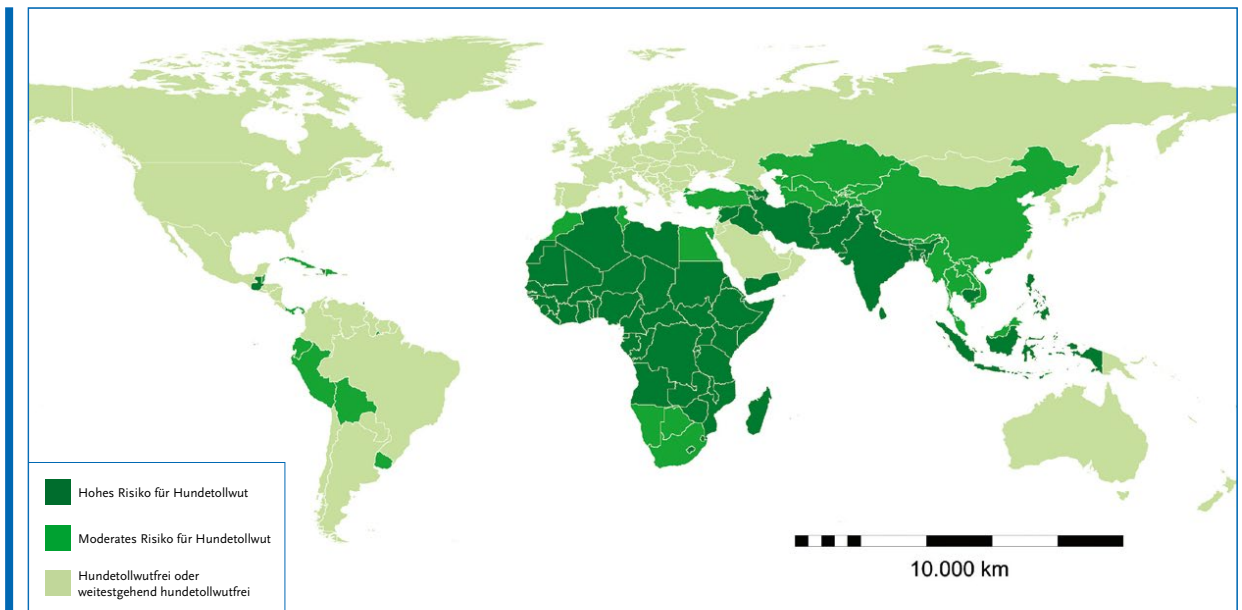 Hohes Risiko für Hundetollwut
Moderates Risiko für Hundetollwut
Hundetollwutfrei oder
weitestgehend hundetollwutfrei
10.000 km